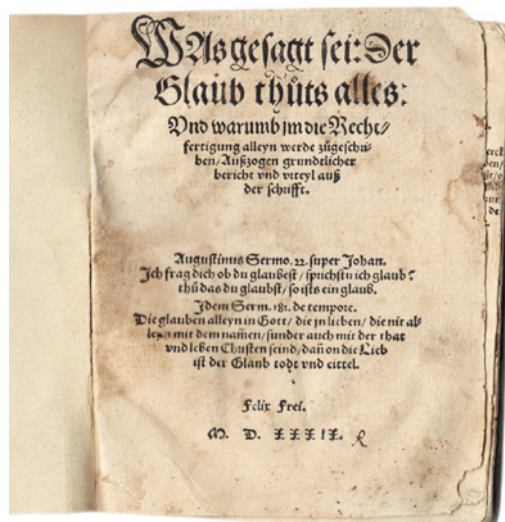 WAs gesagt sei: Der
Glaub thůts alles:
Vnd warumb jm die Recht⸗/
fertigung alleyn werde zůgeschri⸗
ben/ Außzogen gruntlicher
bericht vnd vrteyl auß
der schrifft.
Augustinus Sermo. 22. super Johan.
Ich frag dich ob du glaubest / sprichstu ich glaub:
thů das du glaubst / so ists ein glaub.
Idem Serm. 181. de tempore.
Die glauben alleyn in Gott / die jn lieben / die nit al⸗
leyn mit dem namen / sunder auch mit der that
vnd leben Christen seind / dañ on die Lieb
ist der Glaub todt vnd eittel.
Felix Frei.
M. D.